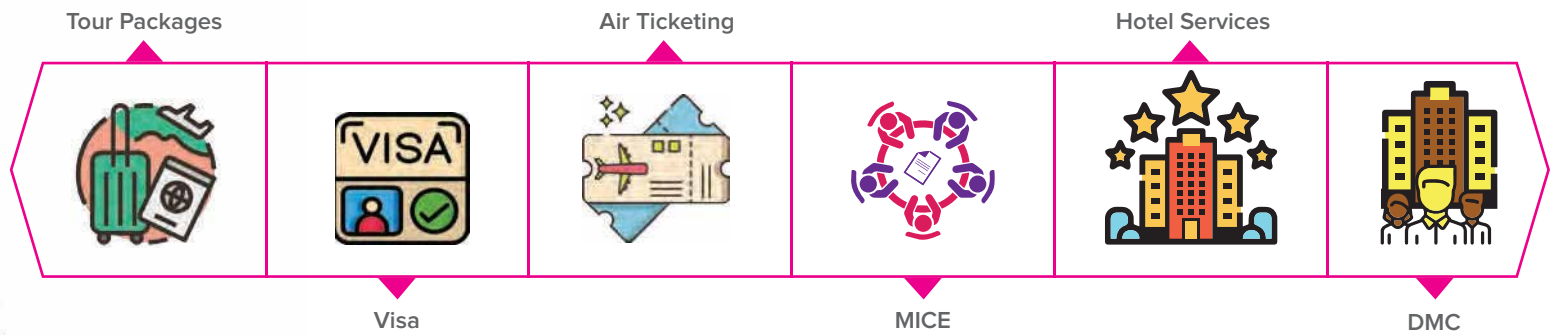 Tour Packages
Air Ticketing
Hotel Services
VISA
Visa
MICE
DMC